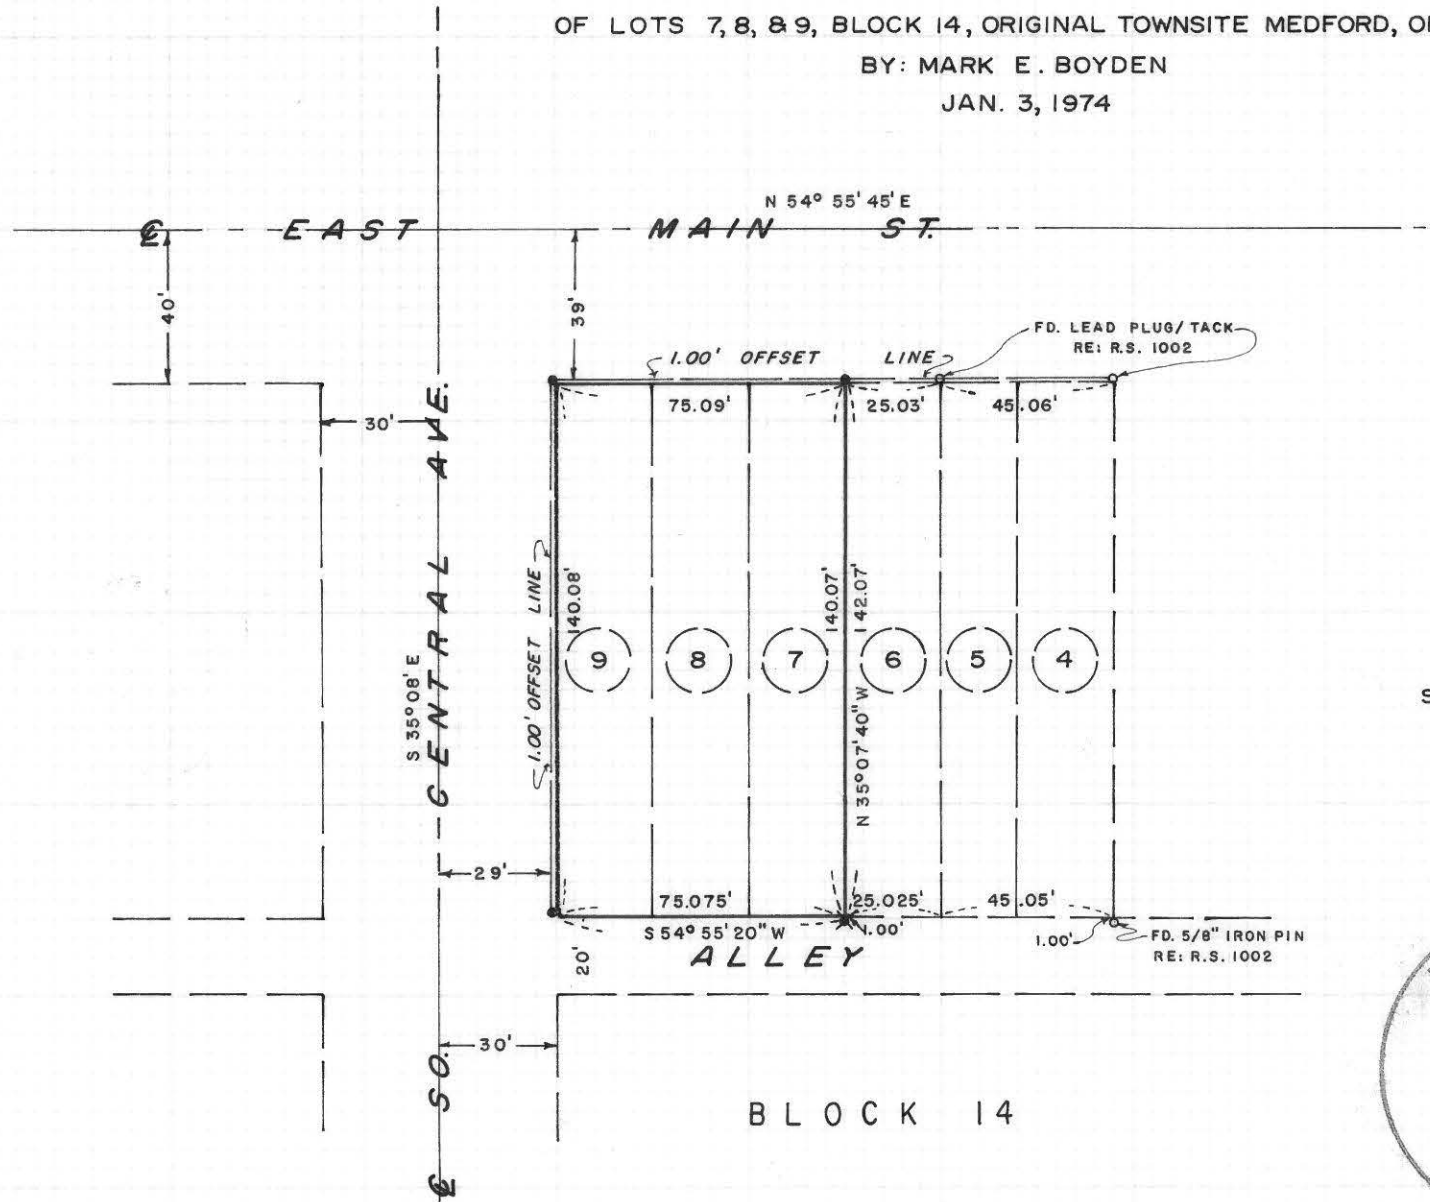 OF LOTS 7, 8, & 9, BLOCK 14, ORIGINAL TOWNSITE MEDFORD,
BY: MARK E. BOYDEN
JAN. 3, 1974
N 54° 55' 45' E
℄ EAST MAIN ST.
40'
39'
FD. LEAD PLUG/TACK
RE: R.S. 1002
1.00' OFFSET LINE
75.09'
25.03'
45.06'
30'
℄ SO. CENTRAL AVE.
S 35° 08' E
1.00' OFFSET LINE
140.08'
140.07'
142.07'
9
8
7
6
5
4
N 35° 07' 40" W
29'
75.075'
25.025'
45.05'
S 54° 55' 20" W
1.00'
1.00'
FD. 5/8" IRON PIN
RE: R.S. 1002
ALLEY
20'
30'
BLOCK 14